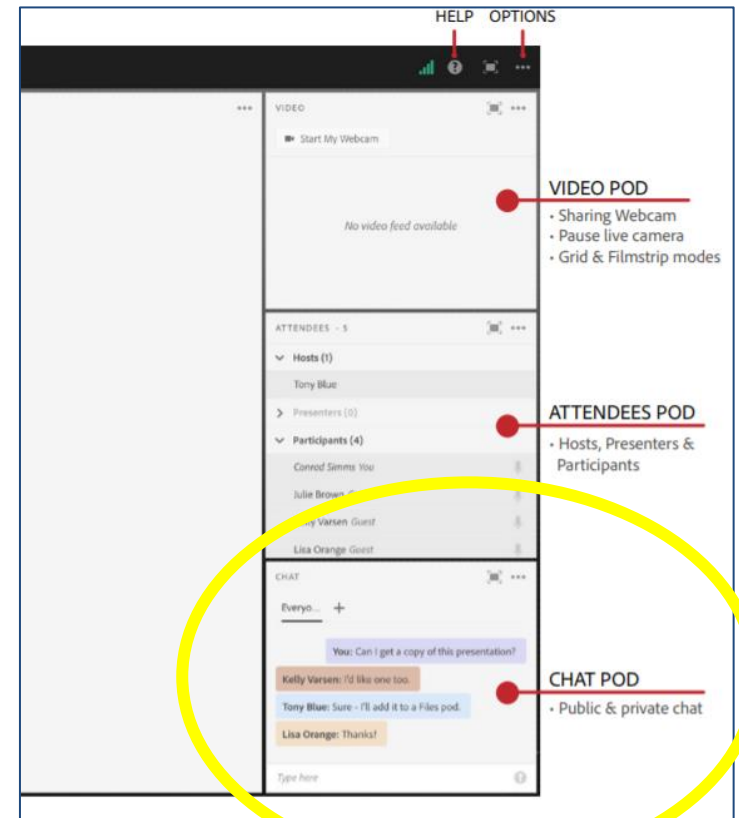 HELP OPTIONS
VIDEO
Start My Webcam
No video feed available
VIDEO POD
• Sharing Webcam
• Pause live camera
• Grid & Filmstrip modes
ATTENDEES - 5
Hosts (1)
Tony Blue
Presenters (0)
Participants (4)
Conrad Simms You
Julie Brown
Varsen Guest
Lisa Orange Guest
ATTENDEES POD
• Hosts, Presenters &
Participants
CHAT
Everyo...
You: Can I get a copy of this presentation?
Kelly Varsen: I'd like one too.
Tony Blue: Sure - I'll add it to a Files pod.
Lisa Orange: Thanks!
Type here
CHAT POD
• Public & private chat